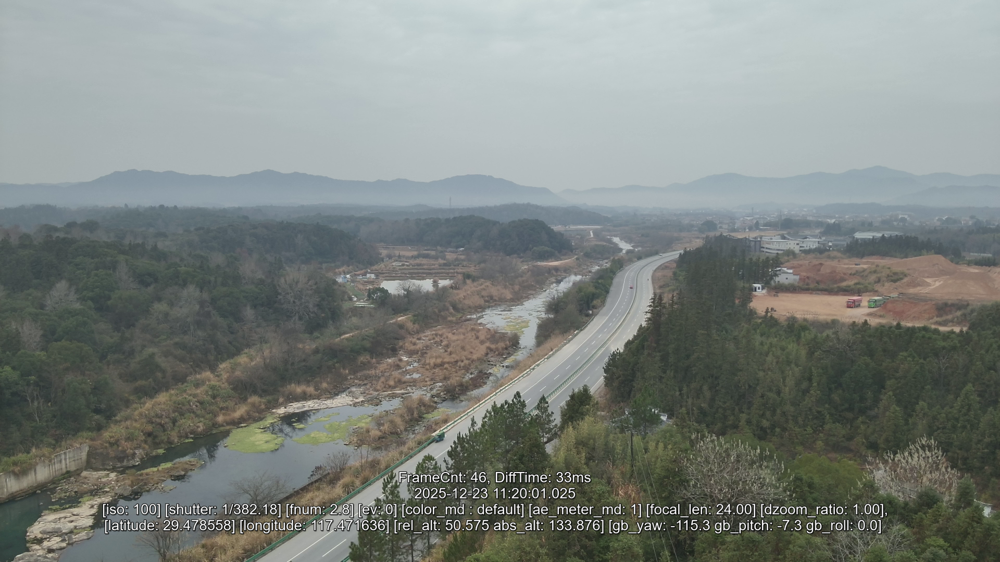 FrameCnt: 46, DiffTime: 33ms
2025-12-23 11:20:01.025
[iso: 100] [shutter: 1/382.18] [fnum: 2.8] [ev: 0] [color_md : default] [ae_meter_md: 1] [focal_len: 24.00] [dzoom_ratio: 1.00],
[latitude: 29.478558] [longitude: 117.471636] [rel_alt: 50.575 abs_alt: 133.876] [gb_yaw: -115.3 gb_pitch: -7.3 gb_roll: 0.0]